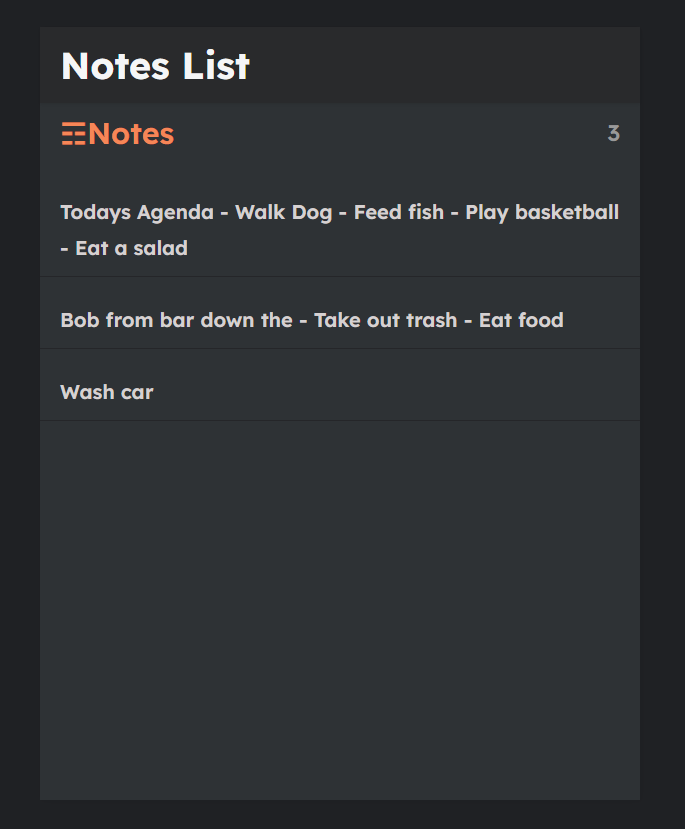 Notes List
☶Notes
3
Todays Agenda - Walk Dog - Feed fish - Play basketball
- Eat a salad
Bob from bar down the - Take out trash - Eat food
Wash car